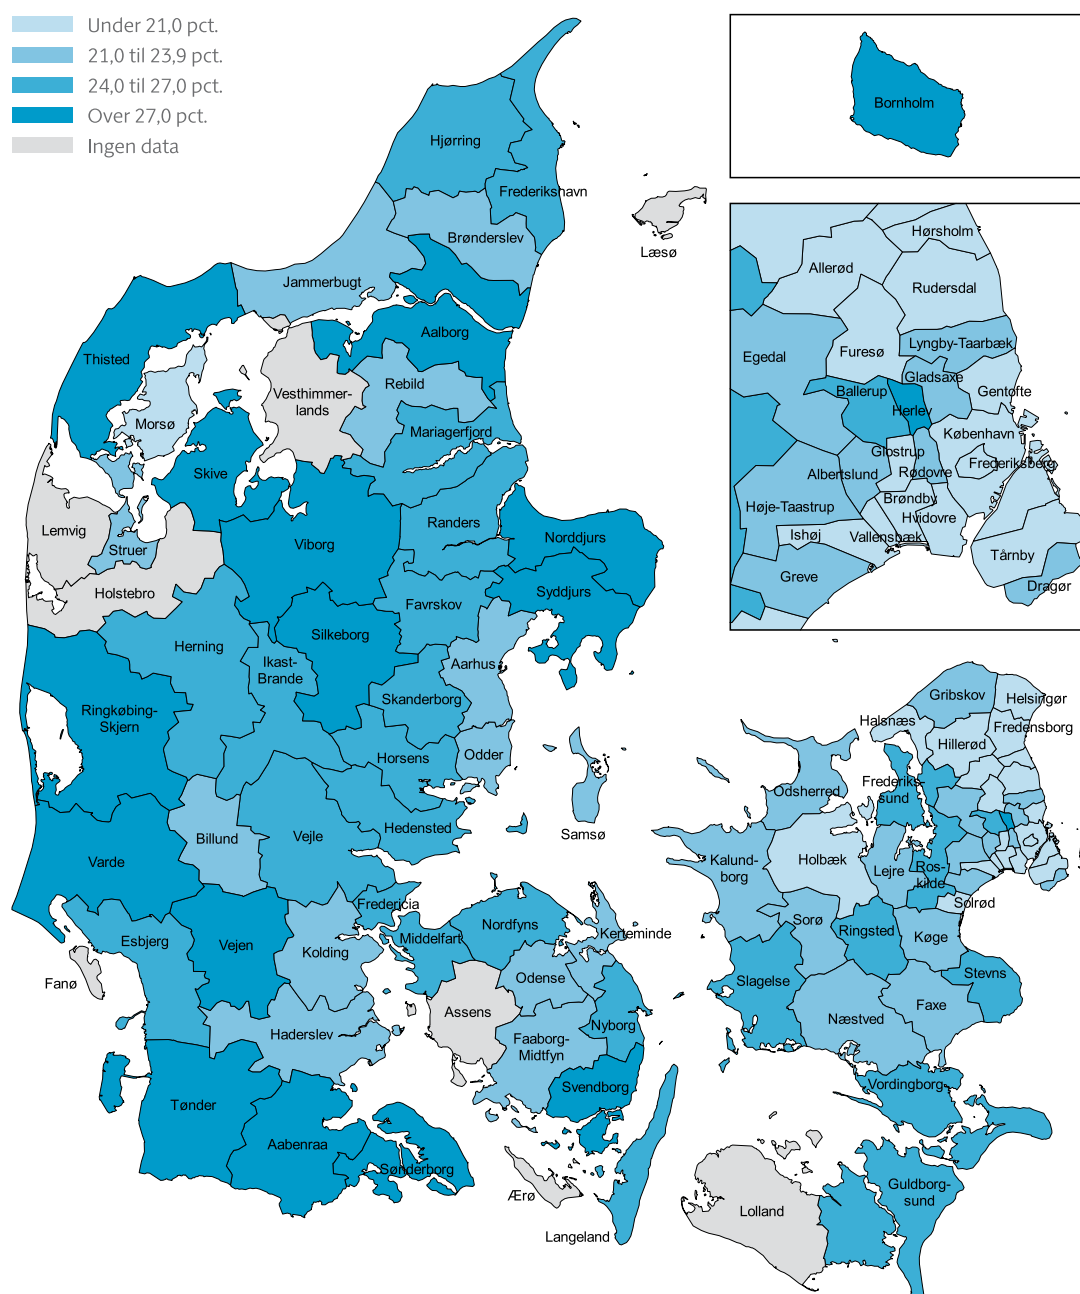 Under 21,0 pct.
21,0 til 23,9 pct.
24,0 til 27,0 pct.
Over 27,0 pct.
Ingen data
Bornholm
Hjørring
Frederikshavn
Brønderslev
Læsø
Jammerbugt
Aalborg
Thisted
Rebild
Vesthimmer-
lands
Morsø
Mariagerfjord
Skive
Lemvig
Struer
Holstebro
Viborg
Randers
Norddjurs
Syddjurs
Favrskov
Silkeborg
Herning
Ikast-
Brande
Aarhus
Skanderborg
Ringkøbing-
Skjern
Horsens
Odder
Samsø
Hedensted
Billund
Vejle
Varde
Fredericia
Esbjerg
Vejen
Kolding
Fanø
Haderslev
Tønder
Aabenraa
Sønderborg
Middelfart
Nordfyns
Kerteminde
Odense
Assens
Nyborg
Faaborg-
Midtfyn
Svendborg
Ærø
Langeland
Hørsholm
Allerød
Rudersdal
Egedal
Furesø
Lyngby-Taarbæk
Gladsaxe
Ballerup
Gentofte
Herlev
København
Glostrup
Frederiksberg
Albertslund
Rødovre
Brøndby
Høje-Taastrup
Hvidovre
Ishøj
Vallensbæk
Tårnby
Greve
Dragør
Gribskov
Helsingør
Halsnæs
Fredensborg
Hillerød
Frederiks-
sund
Odsherred
Kalund-
borg
Holbæk
Lejre
Ros-
kilde
Solrød
Sorø
Ringsted
Køge
Slagelse
Stevns
Næstved
Faxe
Vordingborg
Guldborg-
sund
Lolland